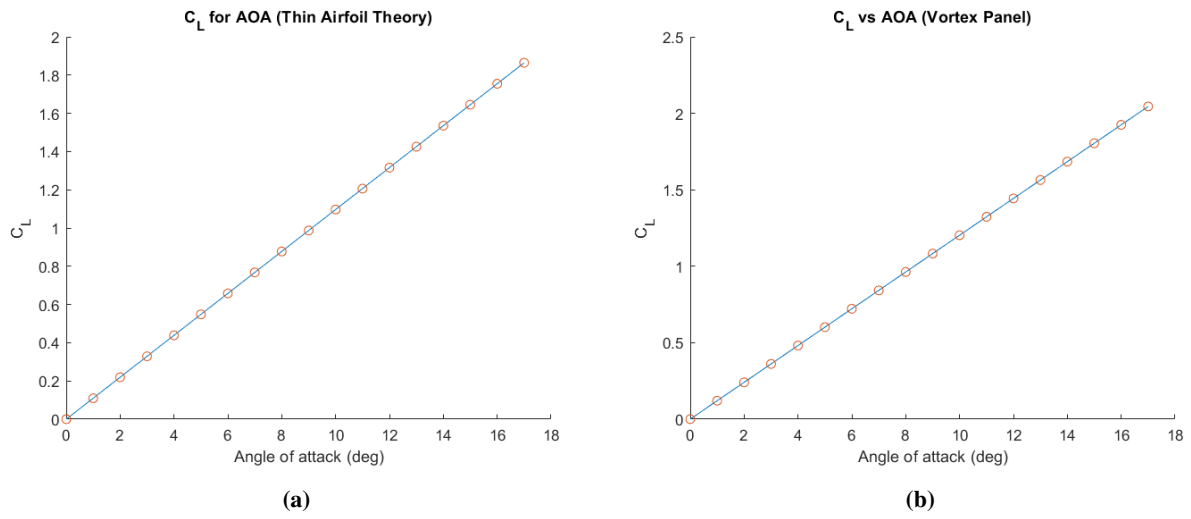 C_L for AOA (Thin Airfoil Theory)
2
1.8
1.6
1.4
1.2
1
0.8
0.6
0.4
0.2
0
C_L
0 2 4 6 8 10 12 14 16 18
Angle of attack (deg)
(a)
C_L vs AOA (Vortex Panel)
2.5
2
1.5
1
0.5
0
C_L
0 2 4 6 8 10 12 14 16 18
Angle of attack (deg)
(b)